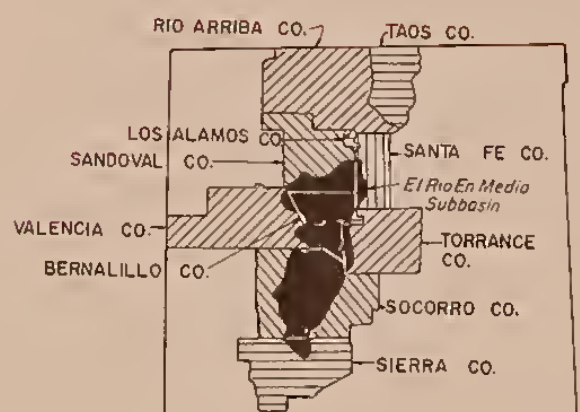 RIO ARRIBA CO.
TAOS CO.
LOS ALAMOS CO.
SANDOVAL CO.
SANTA FE CO.
El Rio En Medio
Subbasin
VALENCIA CO.
TORRANCE
CO.
BERNALILLO CO.
SOCORRO CO.
SIERRA CO.